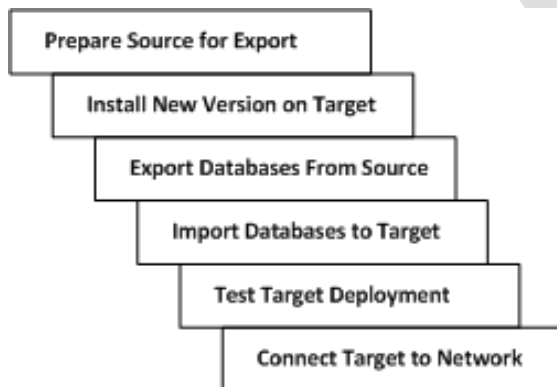 Prepare Source for Export
Install New Version on Target
Export Databases From Source
Import Databases to Target
Test Target Deployment
Connect Target to Network